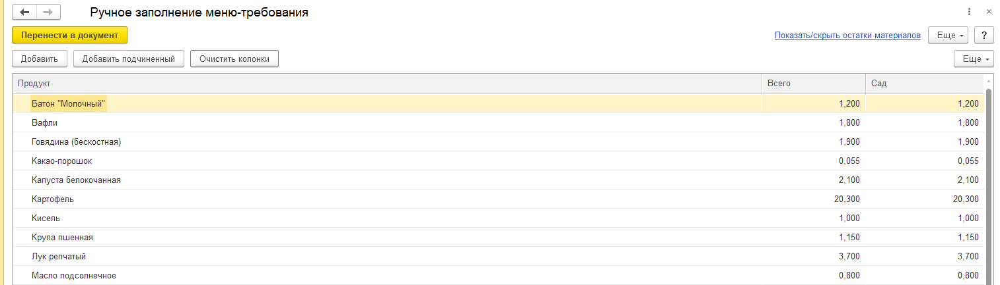 Ручное заполнение меню-требования
Перенести в документ
Показать/скрыть остатки материалов
Еще
?
Добавить
Добавить подчиненный
Очистить колонки
Еще
Продукт Всего Сад
Батон "Молочный" 1,200 1,200
Вафли 1,800 1,800
Говядина (бескостная) 1,900 1,900
Какао-порошок 0,055 0,055
Капуста белокочанная 2,100 2,100
Картофель 20,300 20,300
Кисель 1,000 1,000
Крупа пшенная 1,150 1,150
Лук репчатый 3,700 3,700
Масло подсолнечное 0,800 0,800